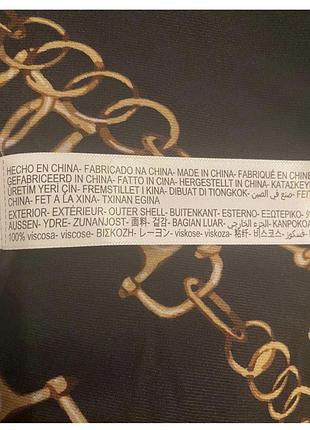 HECHO EN CHINA- FABRICADO NA CHINA- MADE IN CHINA- FABRIQUÉ EN CHINE
GEFABRICEERD IN CHINA- FATTO IN CINA- HERGESTELLT IN CHINA-
ÜRETIM YERI ÇIN- FREMSTILLET I KINA- DIBUAT DI TIONGKOK- صنع في الصين-
CHINA- FET A LA XINA- TXINAN EGINA
EXTERIOR- EXTÉRIEUR- OUTER SHELL- BUITENKANT- ESTERNO- ΕΞΩΤΕΡΙΚΟ-
AUSSEN- YDRE- ZUNANJOST- 面料- 겉감- BAGIAN LUAR- الجزء الخارجي-
100% viscosa- viscose- ΒΙΣΚΟΖΗ- レーヨン- viskose- viskoza- 粘纤- 비스코스- فسكوز-